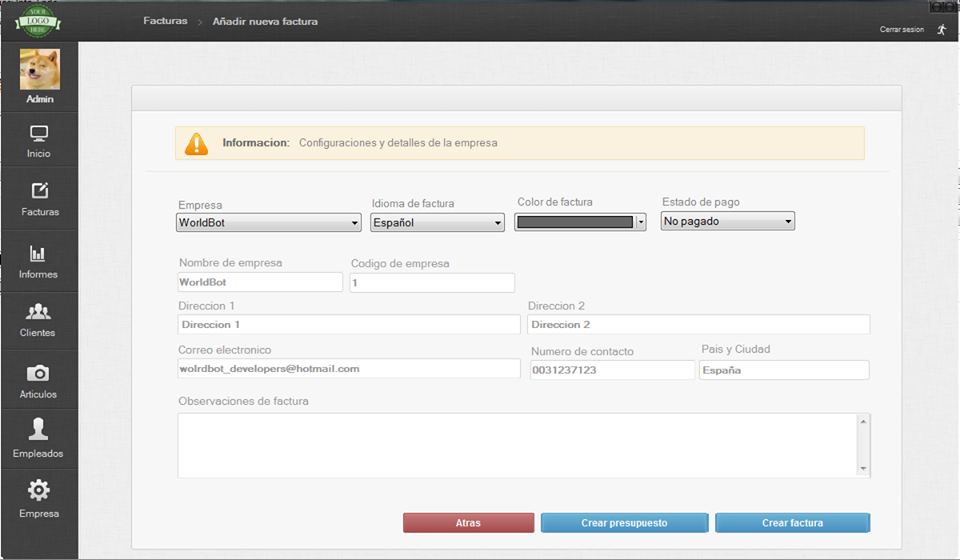 YOUR
LOGO
HERE
Facturas > Añadir nueva factura
Cerrar sesion
Admin
Inicio
Facturas
Informes
Clientes
Articulos
Empleados
Empresa
Informacion: Configuraciones y detalles de la empresa
Empresa Idioma de factura Color de factura Estado de pago
WorldBot Español No pagado
Nombre de empresa Codigo de empresa
WorldBot 1
Direccion 1 Direccion 2
Direccion 1 Direccion 2
Correo electronico Numero de contacto Pais y Ciudad
wolrdbot_developers@hotmail.com 0031237123 España
Observaciones de factura
Atras Crear presupuesto Crear factura